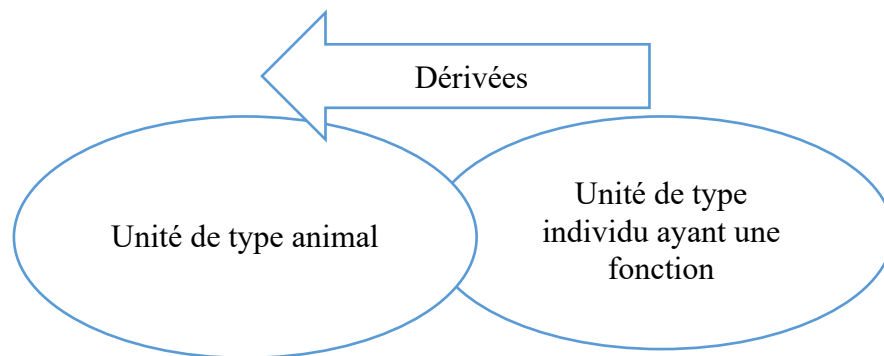 Dérivées
Unité de type animal
Unité de type
individu ayant une
fonction